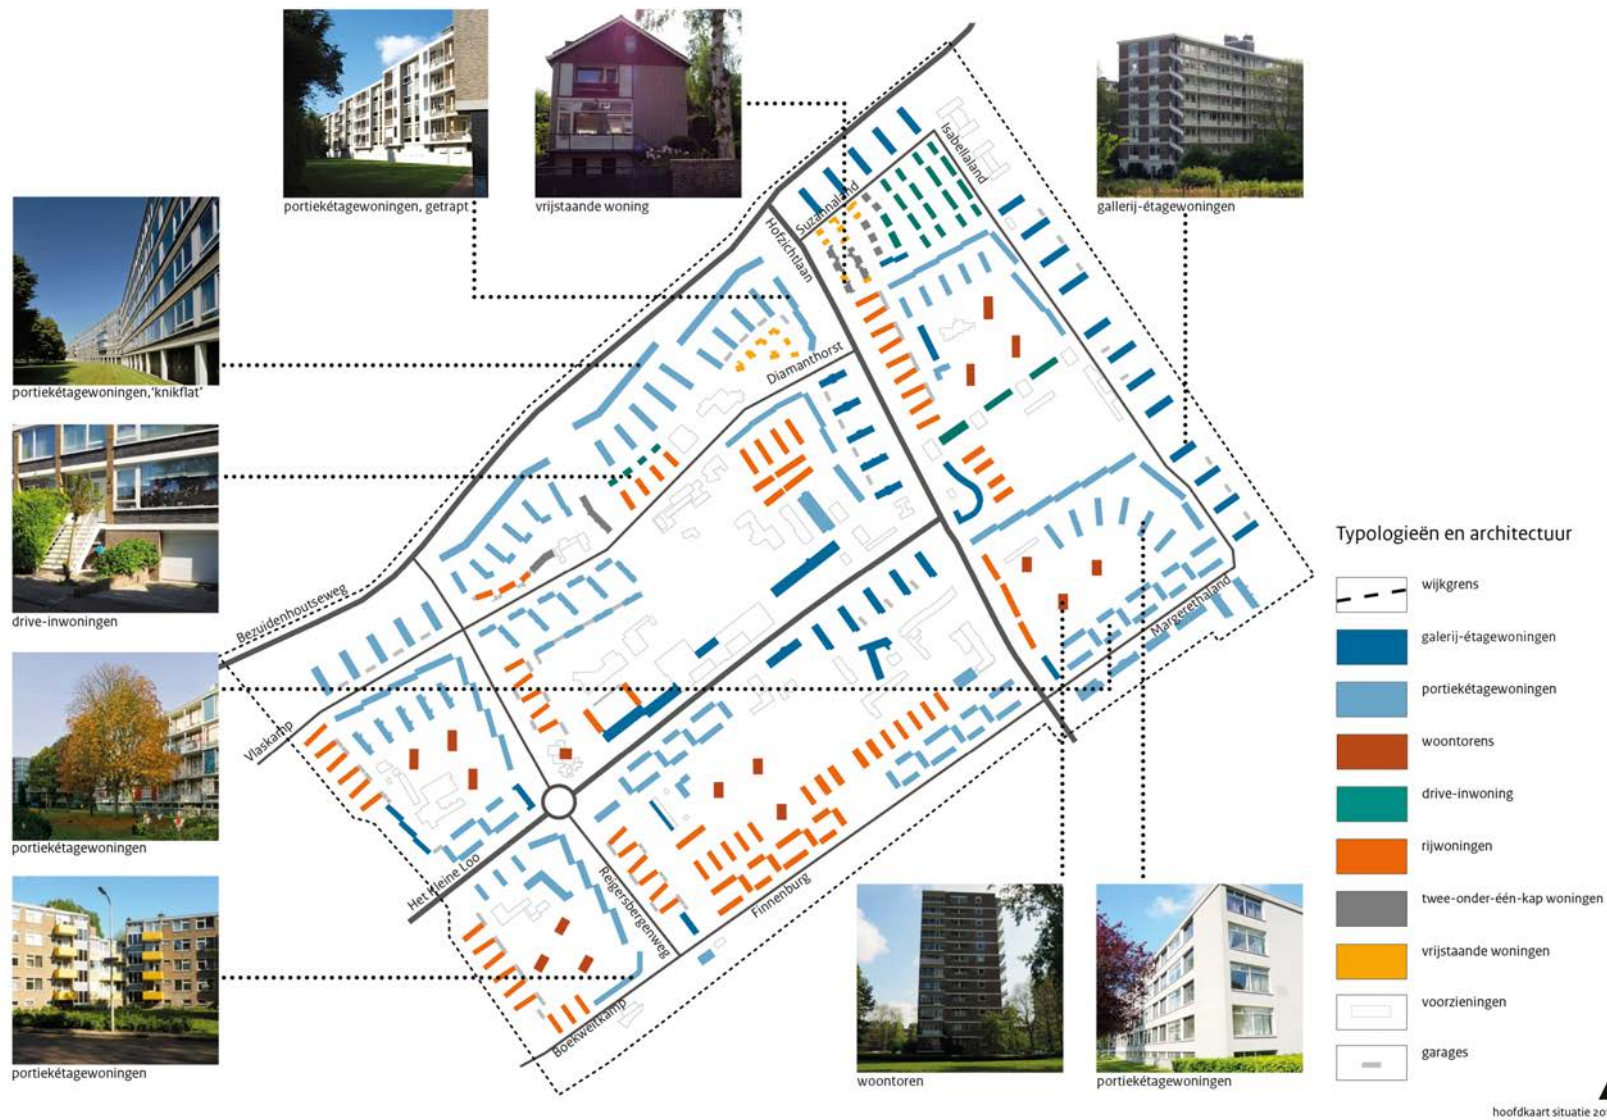 portiekétagewoningen, getrapt
vrijstaande woning
gallerij-étagewoningen
portiekétagewoningen, 'knikflat'
drive-inwoningen
portiekétagewoningen
portiekétagewoningen
woontoren
portiekétagewoningen
Isabellaland
Suzannaland
Hofzichtlaan
Diamanthorst
Bezuidenhoutseweg
Vlaskamp
Margerethaland
Het Kleine Loo
Reigersbergenweg
Finnenburg
Boekweitkamp
Typologieën en architectuur
wijkgrens
galerij-étagewoningen
portiekétagewoningen
woontorens
drive-inwoning
rijwoningen
twee-onder-één-kap woningen
vrijstaande woningen
voorzieningen
garages
hoofdkaart situatie